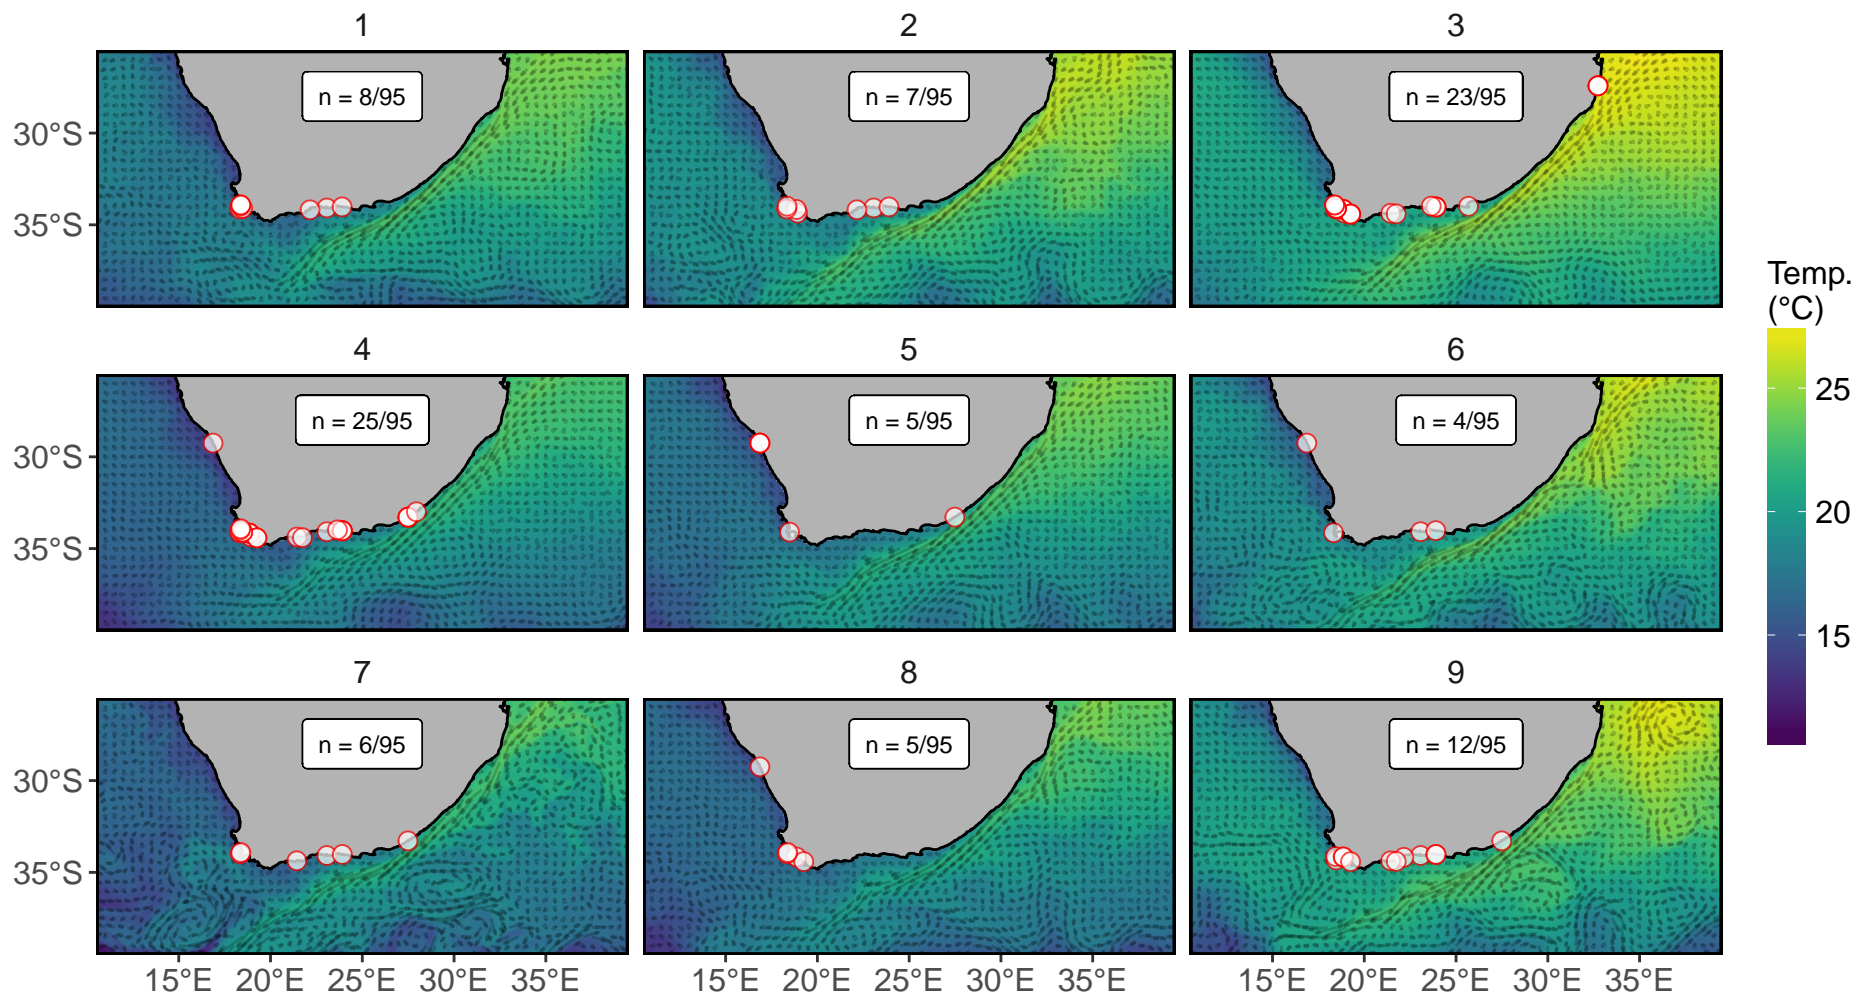 1 2 3
n = 8/95 n = 7/95 n = 23/95
30°S
35°S
Temp.
(°C)
25
20
15
4 5 6
n = 25/95 n = 5/95 n = 4/95
30°S
35°S
7 8 9
n = 6/95 n = 5/95 n = 12/95
30°S
35°S
15°E 20°E 25°E 30°E 35°E 15°E 20°E 25°E 30°E 35°E 15°E 20°E 25°E 30°E 35°E